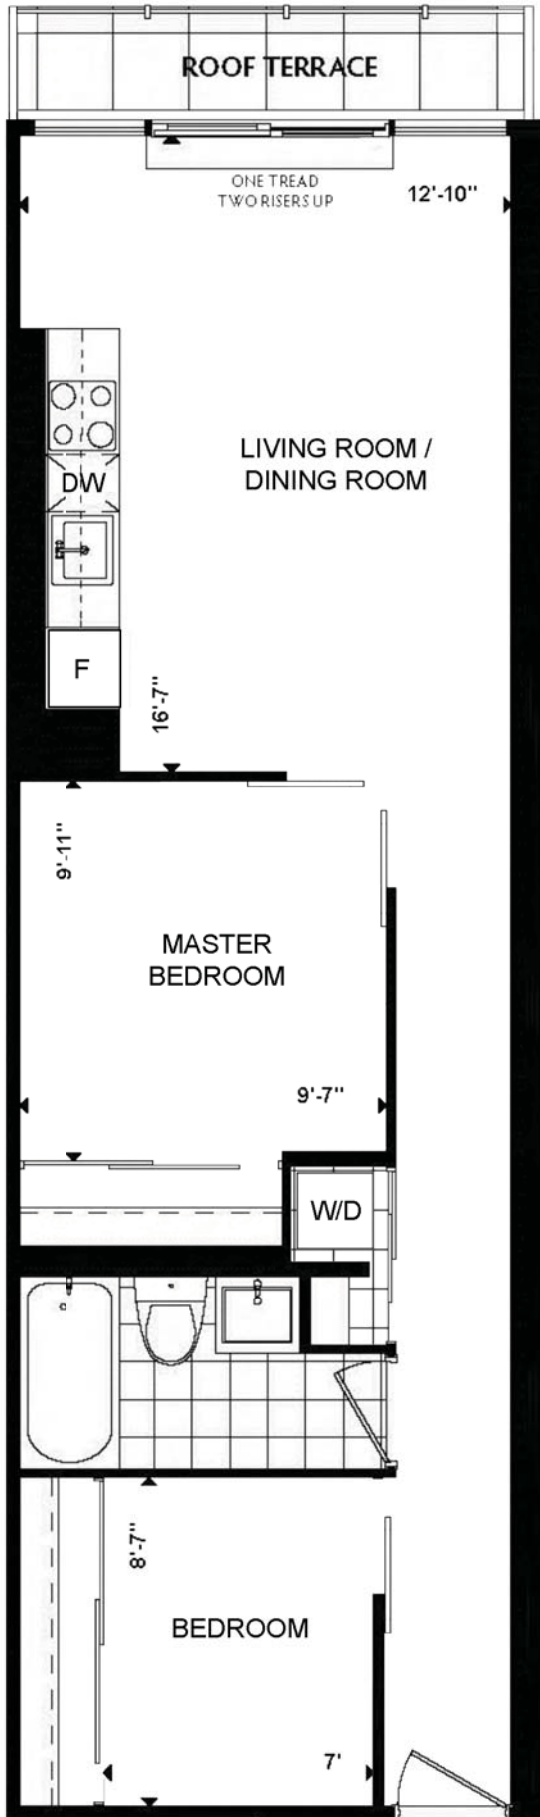 ROOF TERRACE
ONE TREAD
TWO RISERS UP
12'-10"
LIVING ROOM /
DINING ROOM
DW
F
16'-7"
9'-11"
MASTER
BEDROOM
9'-7"
W/D
8'-7"
BEDROOM
7'